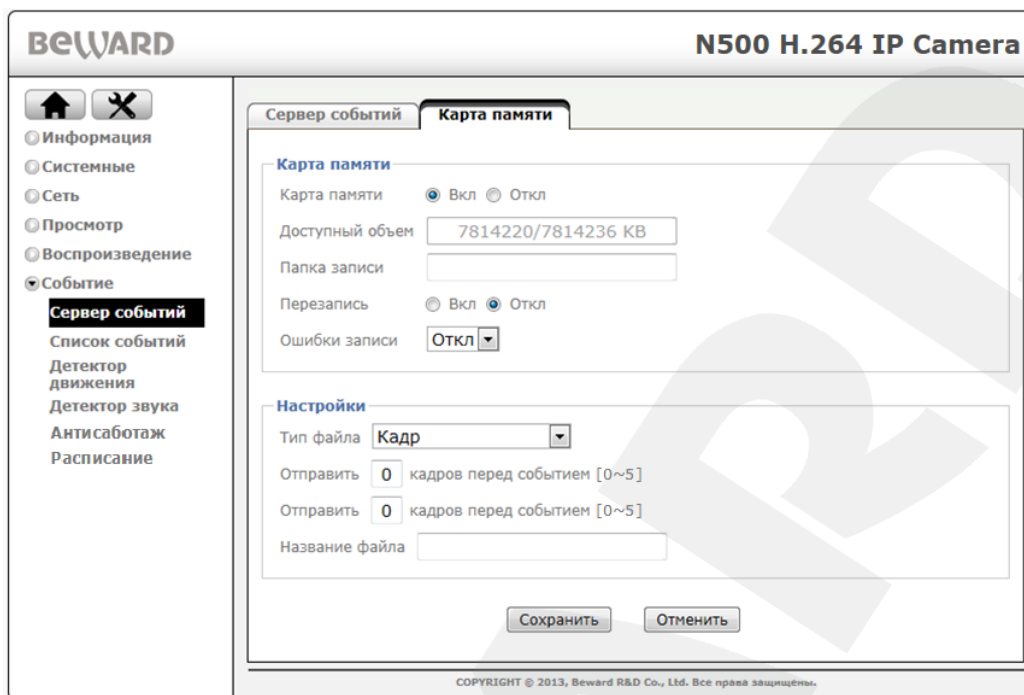 BEWARD
N500 H.264 IP Camera
Информация
Системные
Сеть
Просмотр
Воспроизведение
Событие
Сервер событий
Список событий
Детектор
движения
Детектор звука
Антисаботаж
Расписание
Сервер событий
Карта памяти
Карта памяти
Карта памяти Вкл Откл
Доступный объем 7814220/7814236 KB
Папка записи
Перезапись Вкл Откл
Ошибки записи Откл
Настройки
Тип файла Кадр
Отправить 0 кадров перед событием [0~5]
Отправить 0 кадров перед событием [0~5]
Название файла
Сохранить Отменить
COPYRIGHT © 2013, Beward R&D Co., Ltd. Все права защищены.